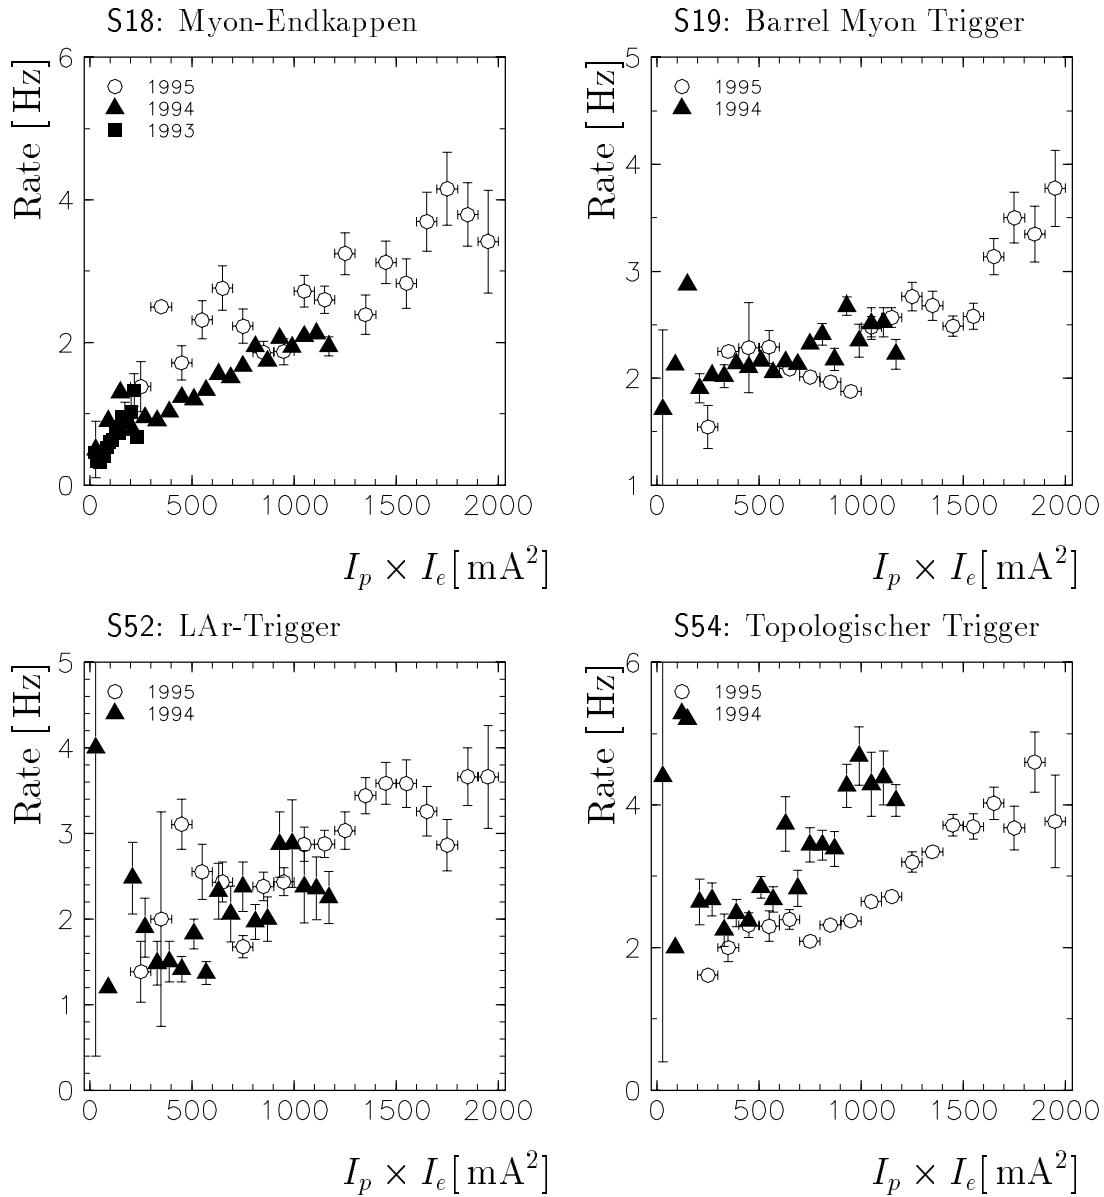 S18: Myon-Endkappen
Rate [ Hz]
6
4
2
0
1995
1994
1993
0 500 1000 1500 2000
I_p × I_e[ mA²]
S19: Barrel Myon Trigger
Rate [ Hz]
5
4
3
2
1
1995
1994
0 500 1000 1500 2000
I_p × I_e[ mA²]
S52: LAr-Trigger
Rate [ Hz]
5
4
3
2
1
0
1995
1994
0 500 1000 1500 2000
I_p × I_e[ mA²]
S54: Topologischer Trigger
Rate [ Hz]
6
4
2
0
1995
1994
0 500 1000 1500 2000
I_p × I_e[ mA²]